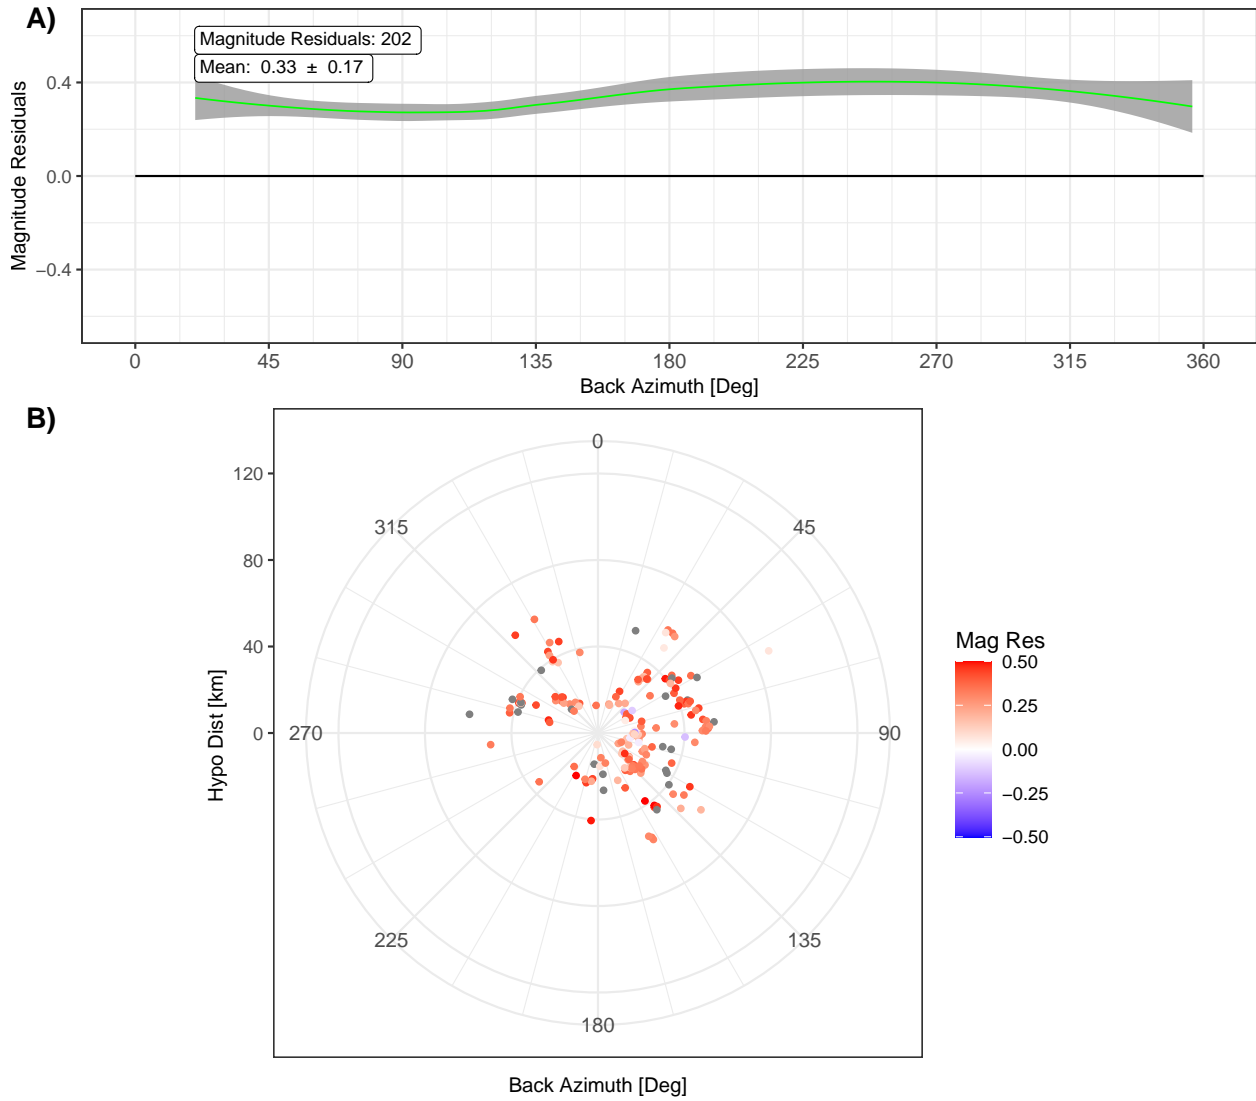 A)
Magnitude Residuals: 202
Mean: 0.33 ± 0.17
Magnitude Residuals
0.4
0.0
−0.4
0 45 90 135 180 225 270 315 360
Back Azimuth [Deg]
B)
Hypo Dist [km]
120
80
40
0
0
45
90
135
180
225
270
315
Back Azimuth [Deg]
Mag Res
0.50
0.25
0.00
−0.25
−0.50